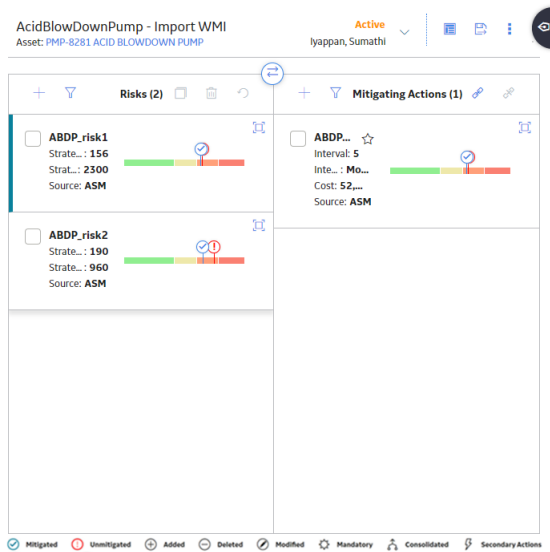 AcidBlowDownPump - Import WMI
Asset: PMP-8281 ACID BLOWDOWN PUMP
Active
Iyappan, Sumathi
Risks (2)
Mitigating Actions (1)
ABDP_risk1
Strate... : 156
Strat... : 2300
Source: ASM
ABDP_risk2
Strate... : 190
Strate... : 960
Source: ASM
ABDP...
Interval: 5
Inte... : Mo...
Cost: 52,...
Source: ASM
Mitigated Unmitigated Added Deleted Modified Mandatory Consolidated Secondary Actions